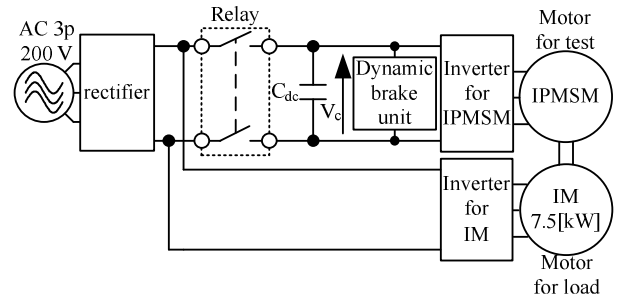 AC 3p
200 V
rectifier
Relay
Cdc
Vc
Dynamic
brake
unit
Inverter
for
IPMSM
Motor
for test
IPMSM
Inverter
for
IM
IM
7.5[kW]
Motor
for load